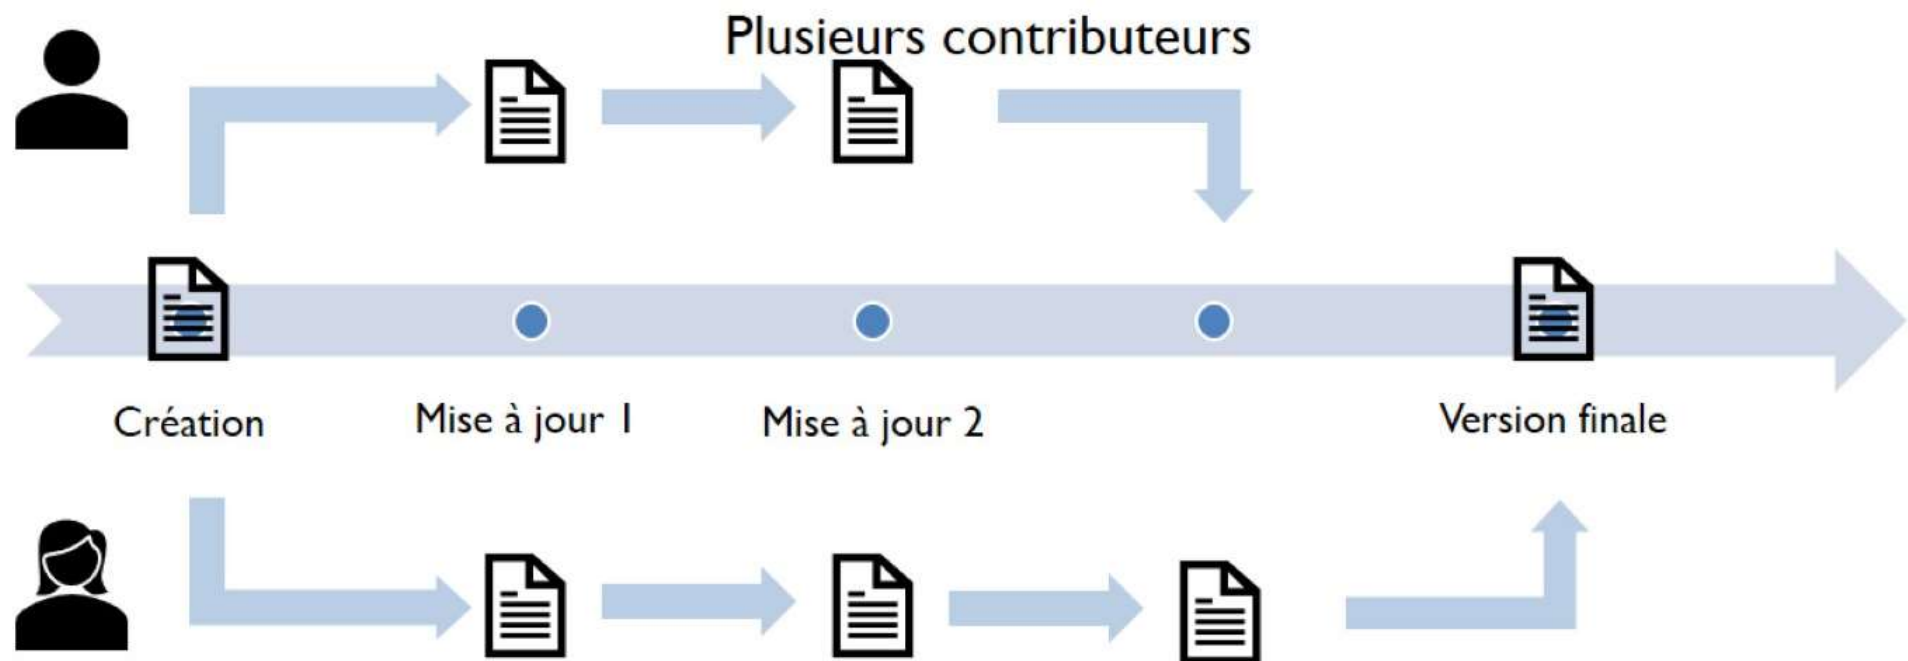 Plusieurs contributeurs
Création
Mise à jour 1
Mise à jour 2
Version finale